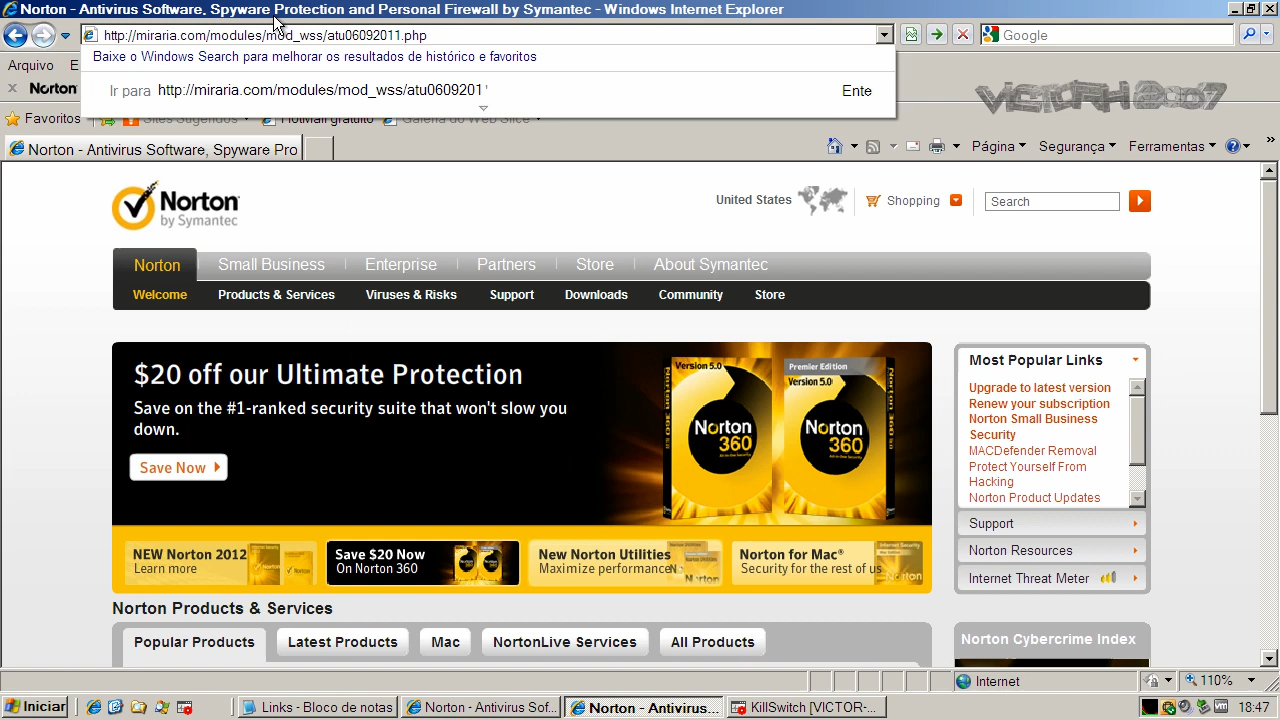 Norton - Antivirus Software, Spyware Protection and Personal Firewall by Symantec - Windows Internet Explorer
http://miraria.com/modules/mod_wss/atu06092011.php
Google
Baixe o Windows Search para melhorar os resultados de histórico e favoritos
Arquivo E
Ir para http://miraria.com/modules/mod_wss/atu0609201
Ente
Norton
VICTORH 2007
Favoritos
Sites Sugeridos
Hotmail gratuito
Galeria do Web Slice
Norton - Antivirus Software, Spyware Pro
Página Segurança Ferramentas
Norton
by Symantec
United States
Shopping
Search
Norton Small Business Enterprise Partners Store About Symantec
Welcome Products & Services Viruses & Risks Support Downloads Community Store
$20 off our Ultimate Protection
Save on the #1-ranked security suite that won't slow you
down.
Save Now
Version 5.0
Norton 360
Norton
360
Premier Edition
Version 5.0
Norton
360
Norton 360
Most Popular Links
Upgrade to latest version
Renew your subscription
Norton Small Business
Security
MACDefender Removal
Protect Yourself From
Hacking
Norton Product Updates
Support
Norton Resources
Internet Threat Meter
NEW Norton 2012
Learn more
Save $20 Now
On Norton 360
New Norton Utilities
Maximize performance
Norton for Mac®
Security for the rest of us
Norton Products & Services
Popular Products Latest Products Mac NortonLive Services All Products
Norton Cybercrime Index
Internet
110%
Iniciar
Links - Bloco de notas
Norton - Antivirus Sof...
Norton - Antivirus...
KillSwitch [VICTOR-...
18:47